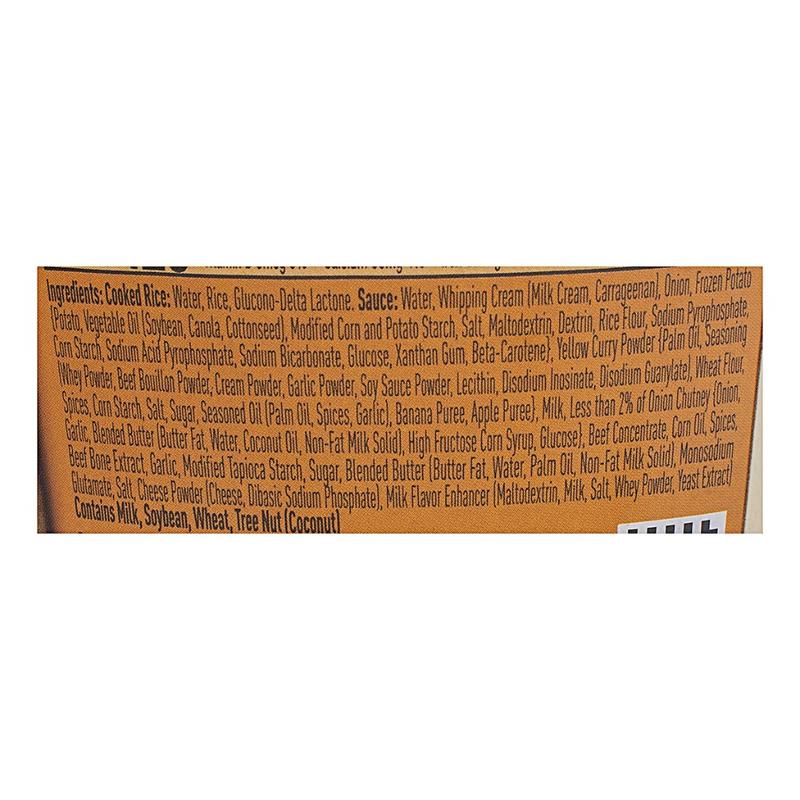 Ingredients: Cooked Rice: Water, Rice, Glucono-Delta Lactone. Sauce: Water, Whipping Cream (Milk Cream, Carrageenan), Onion, Frozen Potato
(Potato, Vegetable Oil (Soybean, Canola, Cottonseed), Modified Corn and Potato Starch, Salt, Maltodextrin, Dextrin, Rice Flour, Sodium Pyrophosphate,
Corn Starch, Sodium Acid Pyrophosphate, Sodium Bicarbonate, Glucose, Xanthan Gum, Beta-Carotene), Yellow Curry Powder {Palm Oil, Seasoning
(Whey Powder, Beef Bouillon Powder, Cream Powder, Garlic Powder, Soy Sauce Powder, Lecithin, Disodium Inosinate, Disodium Guanylate), Wheat Flour,
Spices, Corn Starch, Salt, Sugar, Seasoned Oil (Palm Oil, Spices, Garlic), Banana Puree, Apple Puree}, Milk, Less than 2% of Onion Chutney {Onion,
Garlic, Blended Butter (Butter Fat, Water, Coconut Oil, Non-Fat Milk Solid), High Fructose Corn Syrup, Glucose}, Beef Concentrate, Corn Oil, Spices,
Beef Bone Extract, Garlic, Modified Tapioca Starch, Sugar, Blended Butter (Butter Fat, Water, Palm Oil, Non-Fat Milk Solid), Monosodium
Glutamate, Salt, Cheese Powder (Cheese, Dibasic Sodium Phosphate), Milk Flavor Enhancer (Maltodextrin, Milk, Salt, Whey Powder, Yeast Extract)
Contains Milk, Soybean, Wheat, Tree Nut (Coconut)